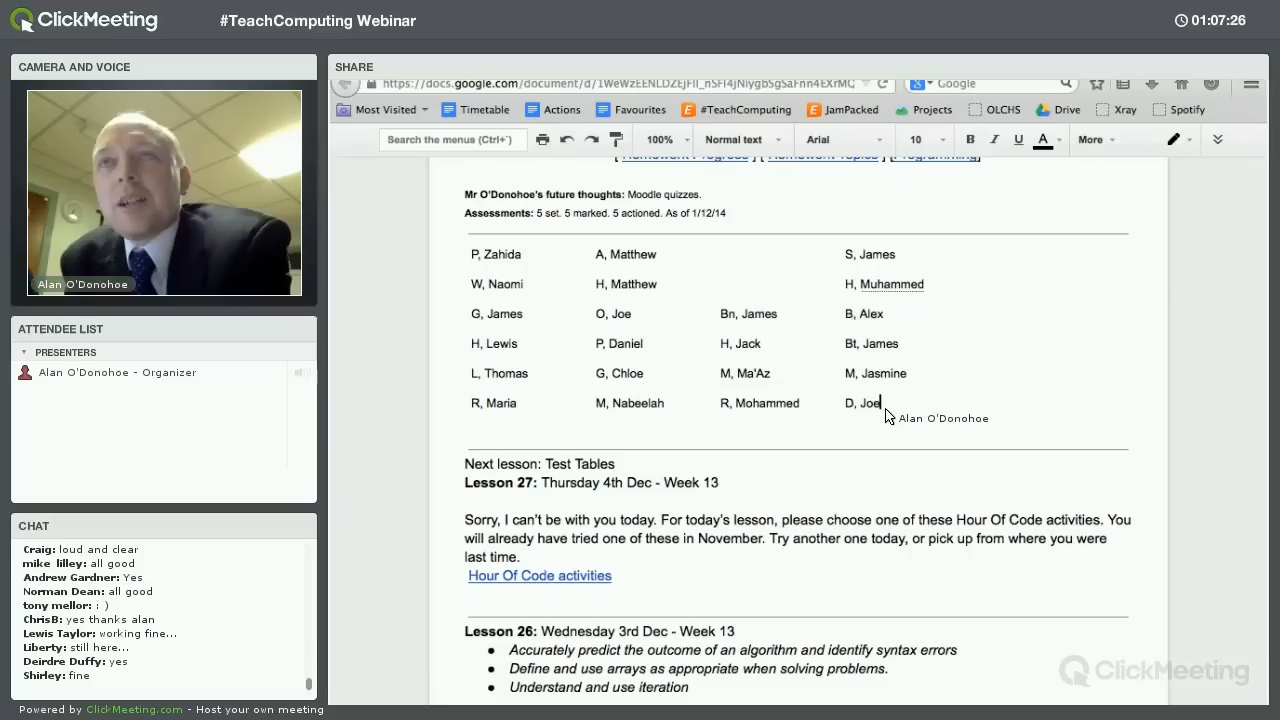 ClickMeeting
#TeachComputing Webinar
01:07:26
CAMERA AND VOICE
Alan O'Donohoe
ATTENDEE LIST
PRESENTERS
Alan O'Donohoe - Organizer
CHAT
Craig: loud and clear
mike lilley: all good
Andrew Gardner: Yes
Norman Dean: all good
tony mellor: : )
ChrisB: yes thanks alan
Lewis Taylor: working fine...
Liberty: still here...
Deirdre Duffy: yes
Shirley: fine
SHARE
Google
Most Visited Timetable Actions Favourites #TeachComputing JamPacked Projects OLCHS Drive Xray Spotify
Search the menus (Ctrl+`) 100% Normal text Arial 10 B I U A More
[ Homework Progress ] [ Homework Topics ] [Programming]
Mr O'Donohoe's future thoughts: Moodle quizzes.
Assessments: 5 set. 5 marked. 5 actioned. As of 1/12/14
P, Zahida A, Matthew S, James
W, Naomi H, Matthew H, Muhammed
G, James O, Joe Bn, James B, Alex
H, Lewis P, Daniel H, Jack Bt, James
L, Thomas G, Chloe M, Ma'Az M, Jasmine
R, Maria M, Nabeelah R, Mohammed D, Joe
Alan O'Donohoe
Next lesson: Test Tables
Lesson 27: Thursday 4th Dec - Week 13
Sorry, I can't be with you today. For today's lesson, please choose one of these Hour Of Code activities. You
will already have tried one of these in November. Try another one today, or pick up from where you were
last time.
Hour Of Code activities
Lesson 26: Wednesday 3rd Dec - Week 13
• Accurately predict the outcome of an algorithm and identify syntax errors
• Define and use arrays as appropriate when solving problems.
• Understand and use iteration
ClickMeeting
Powered by ClickMeeting.com - Host your own meeting